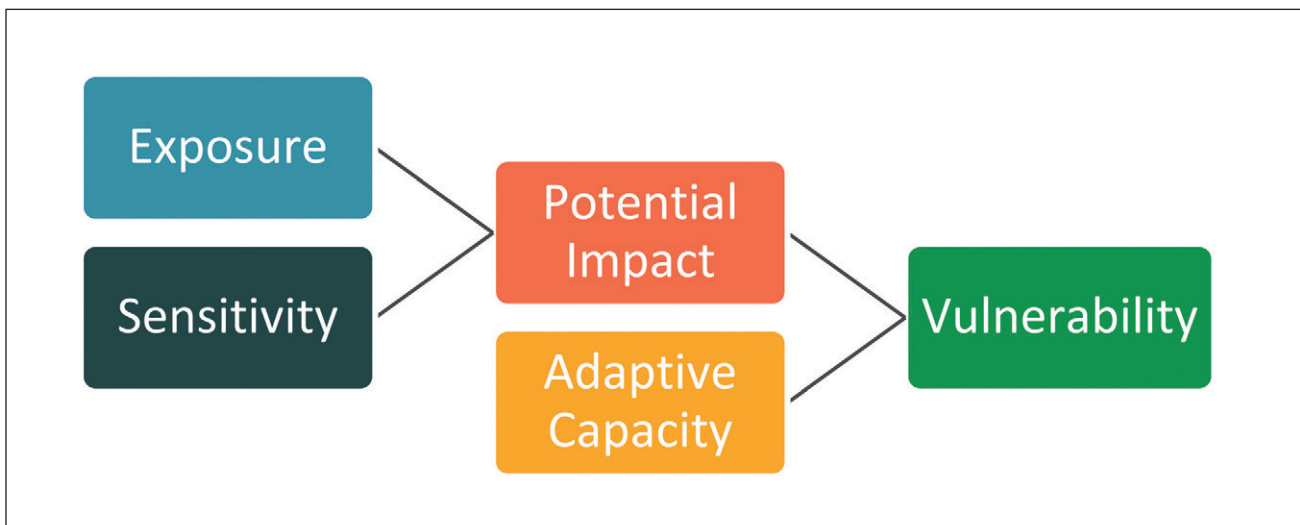 Exposure
Sensitivity
Potential
Impact
Adaptive
Capacity
Vulnerability